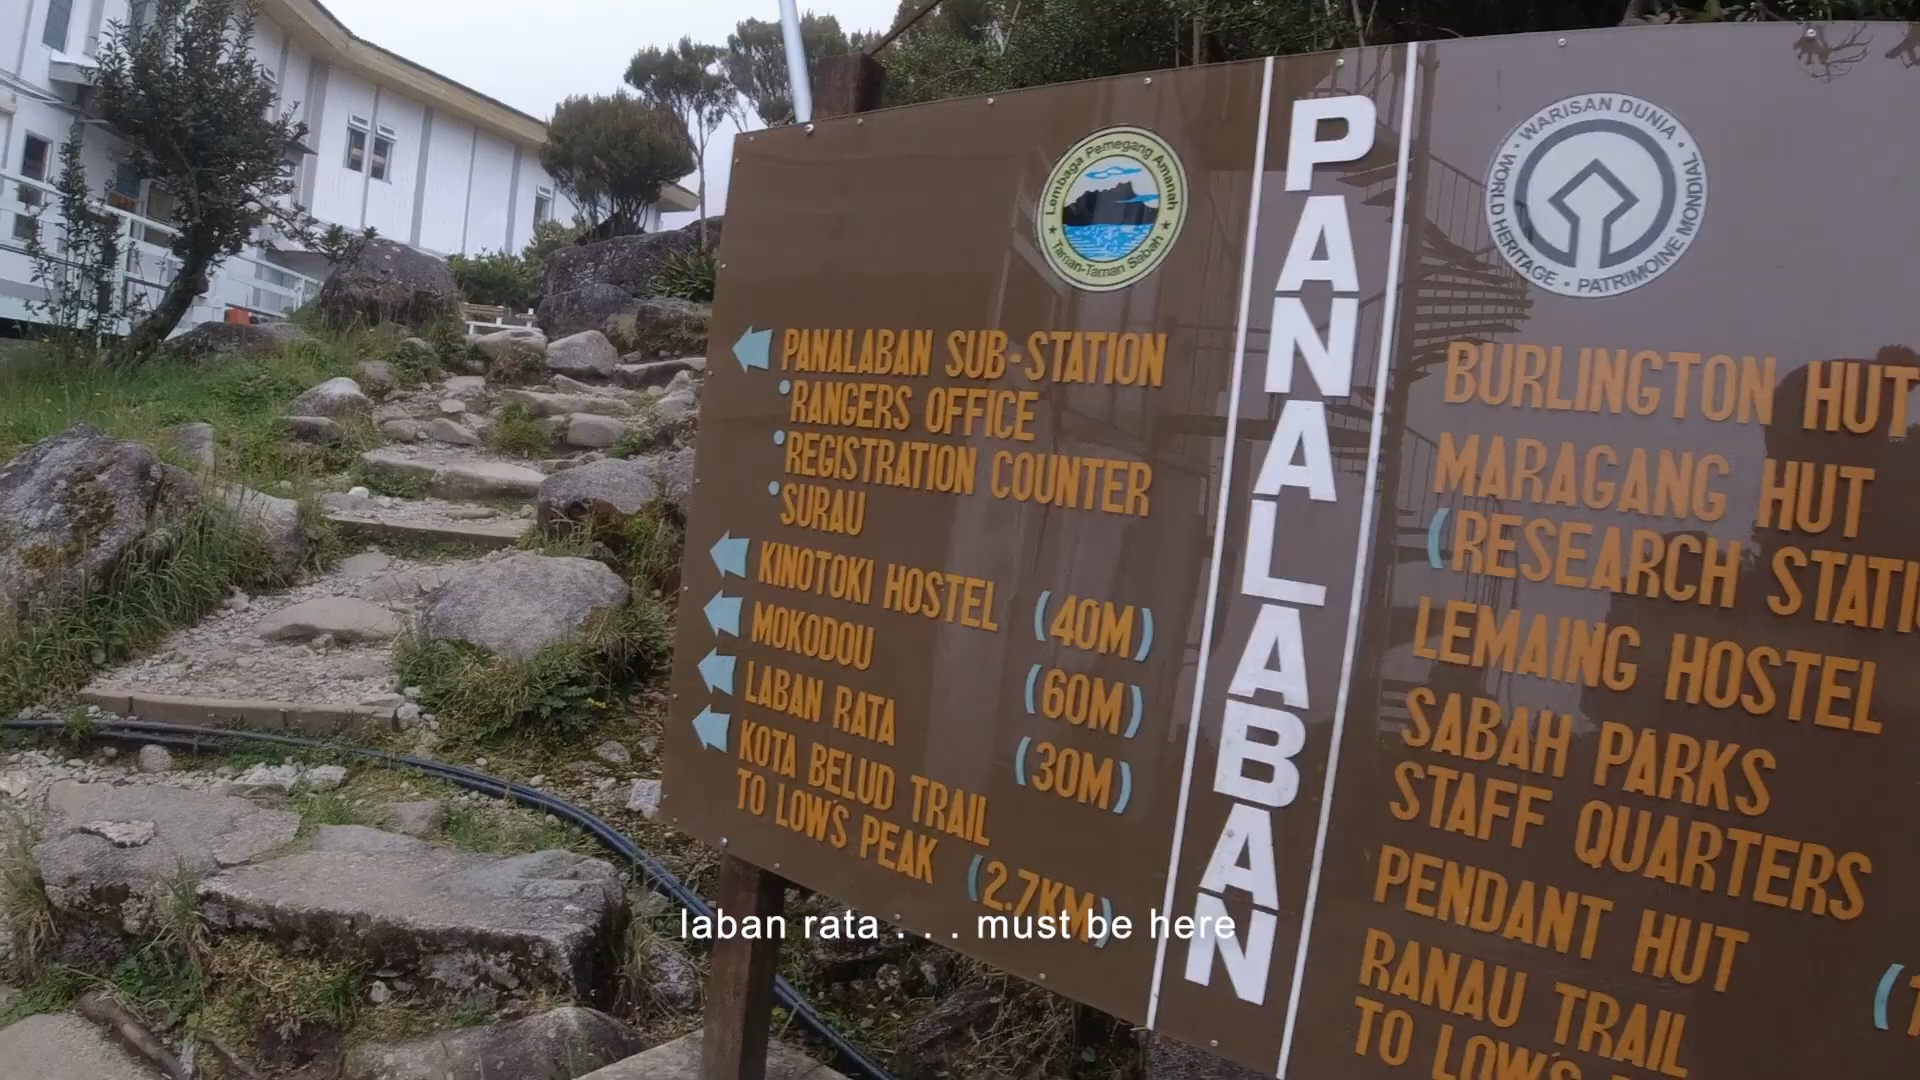 Lembaga Pemegang Amanah
Taman-Taman Sabah
PANALABAN SUB-STATION
RANGERS OFFICE
REGISTRATION COUNTER
SURAU
KINOTOKI HOSTEL (40M)
MOKODOU (60M)
LABAN RATA (30M)
KOTA BELUD TRAIL
TO LOW'S PEAK (2.7KM)
PANALABAN
WARISAN DUNIA
WORLD HERITAGE • PATRIMOINE MONDIAL
BURLINGTON HUT
MARAGANG HUT
(RESEARCH STATI
LEMAING HOSTEL
SABAH PARKS
STAFF QUARTERS
PENDANT HUT
RANAU TRAIL
TO LOW'S
laban rata . . . must be here